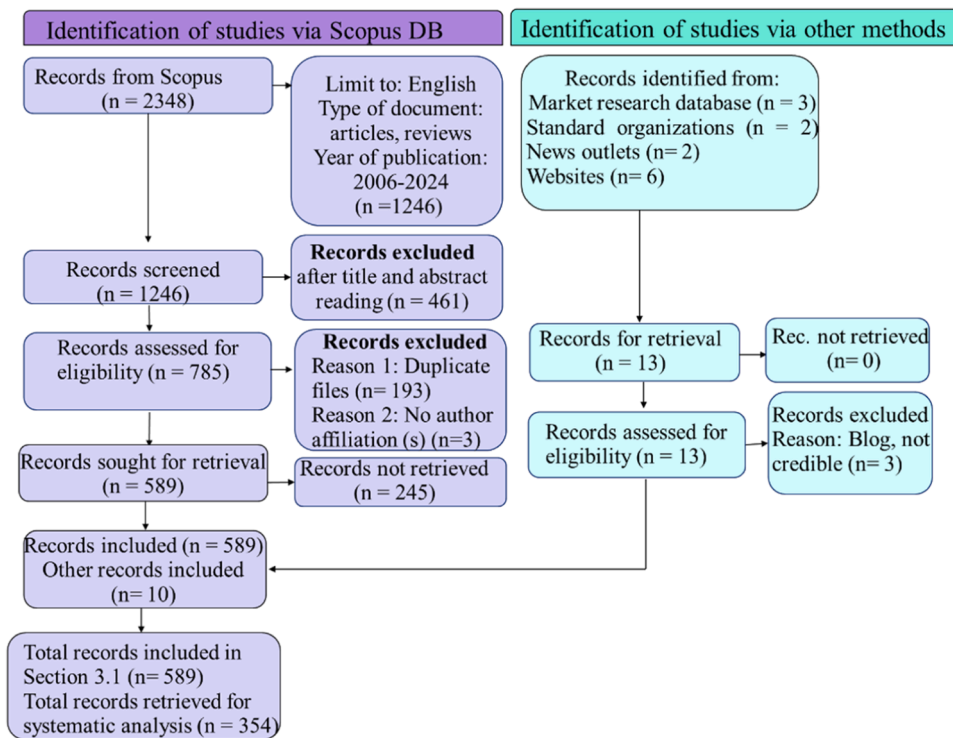 Identification of studies via Scopus DB
Identification of studies via other methods
Records from Scopus
(n = 2348)
Limit to: English
Type of document:
articles, reviews
Year of publication:
2006-2024
(n =1246)
Records identified from:
Market research database (n = 3)
Standard organizations (n = 2)
News outlets (n= 2)
Websites (n= 6)
Records screened
(n = 1246)
Records excluded
after title and abstract
reading (n = 461)
Records assessed for
eligibility (n = 785)
Records excluded
Reason 1: Duplicate
files (n= 193)
Reason 2: No author
affiliation (s) (n=3)
Records for retrieval
(n = 13)
Rec. not retrieved
(n= 0)
Records assessed for
eligibility (n = 13)
Records excluded
Reason: Blog, not
credible (n= 3)
Records sought for retrieval
(n = 589)
Records not retrieved
(n = 245)
Records included (n = 589)
Other records included
(n= 10)
Total records included in
Section 3.1 (n= 589)
Total records retrieved for
systematic analysis (n = 354)